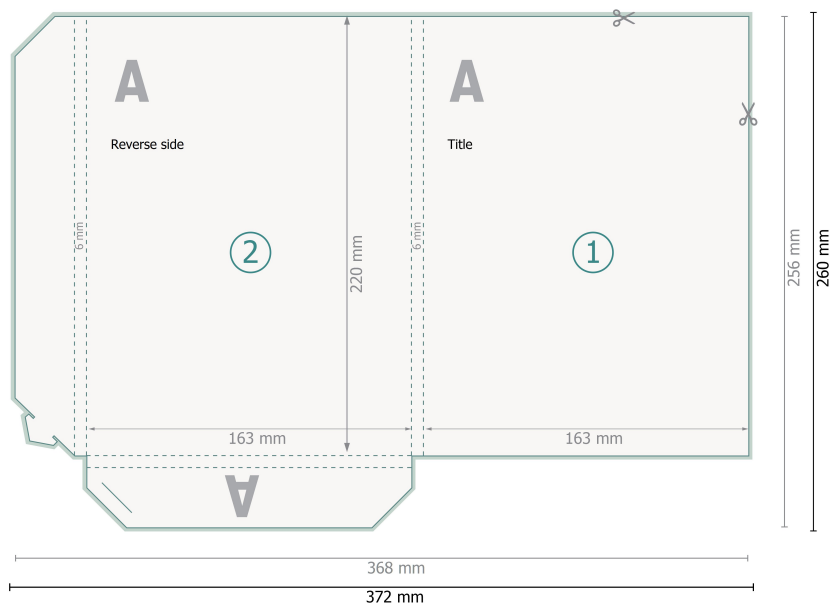 A
A
Reverse side
Title
6 mm
6 mm
2
1
220 mm
256 mm
260 mm
163 mm
163 mm
A
368 mm
372 mm